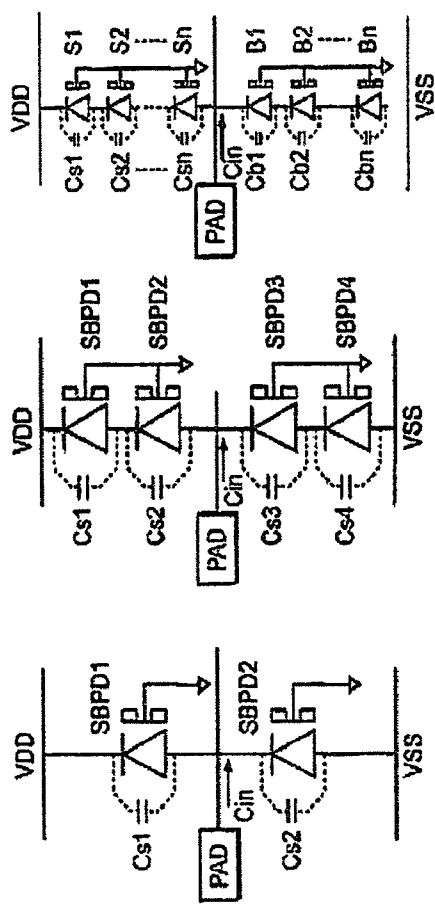 VDD
SBPD1
Cs1
PAD
Cin
SBPD2
Cs2
VSS
VDD
SBPD1
Cs1
SBPD2
Cs2
PAD
Cin
SBPD3
Cs3
SBPD4
Cs4
VSS
VDD
Cs1 S1
Cs2 S2
Csn Sn
PAD
Cin
Cb1 B1
Cb2 B2
Cbn Bn
VSS